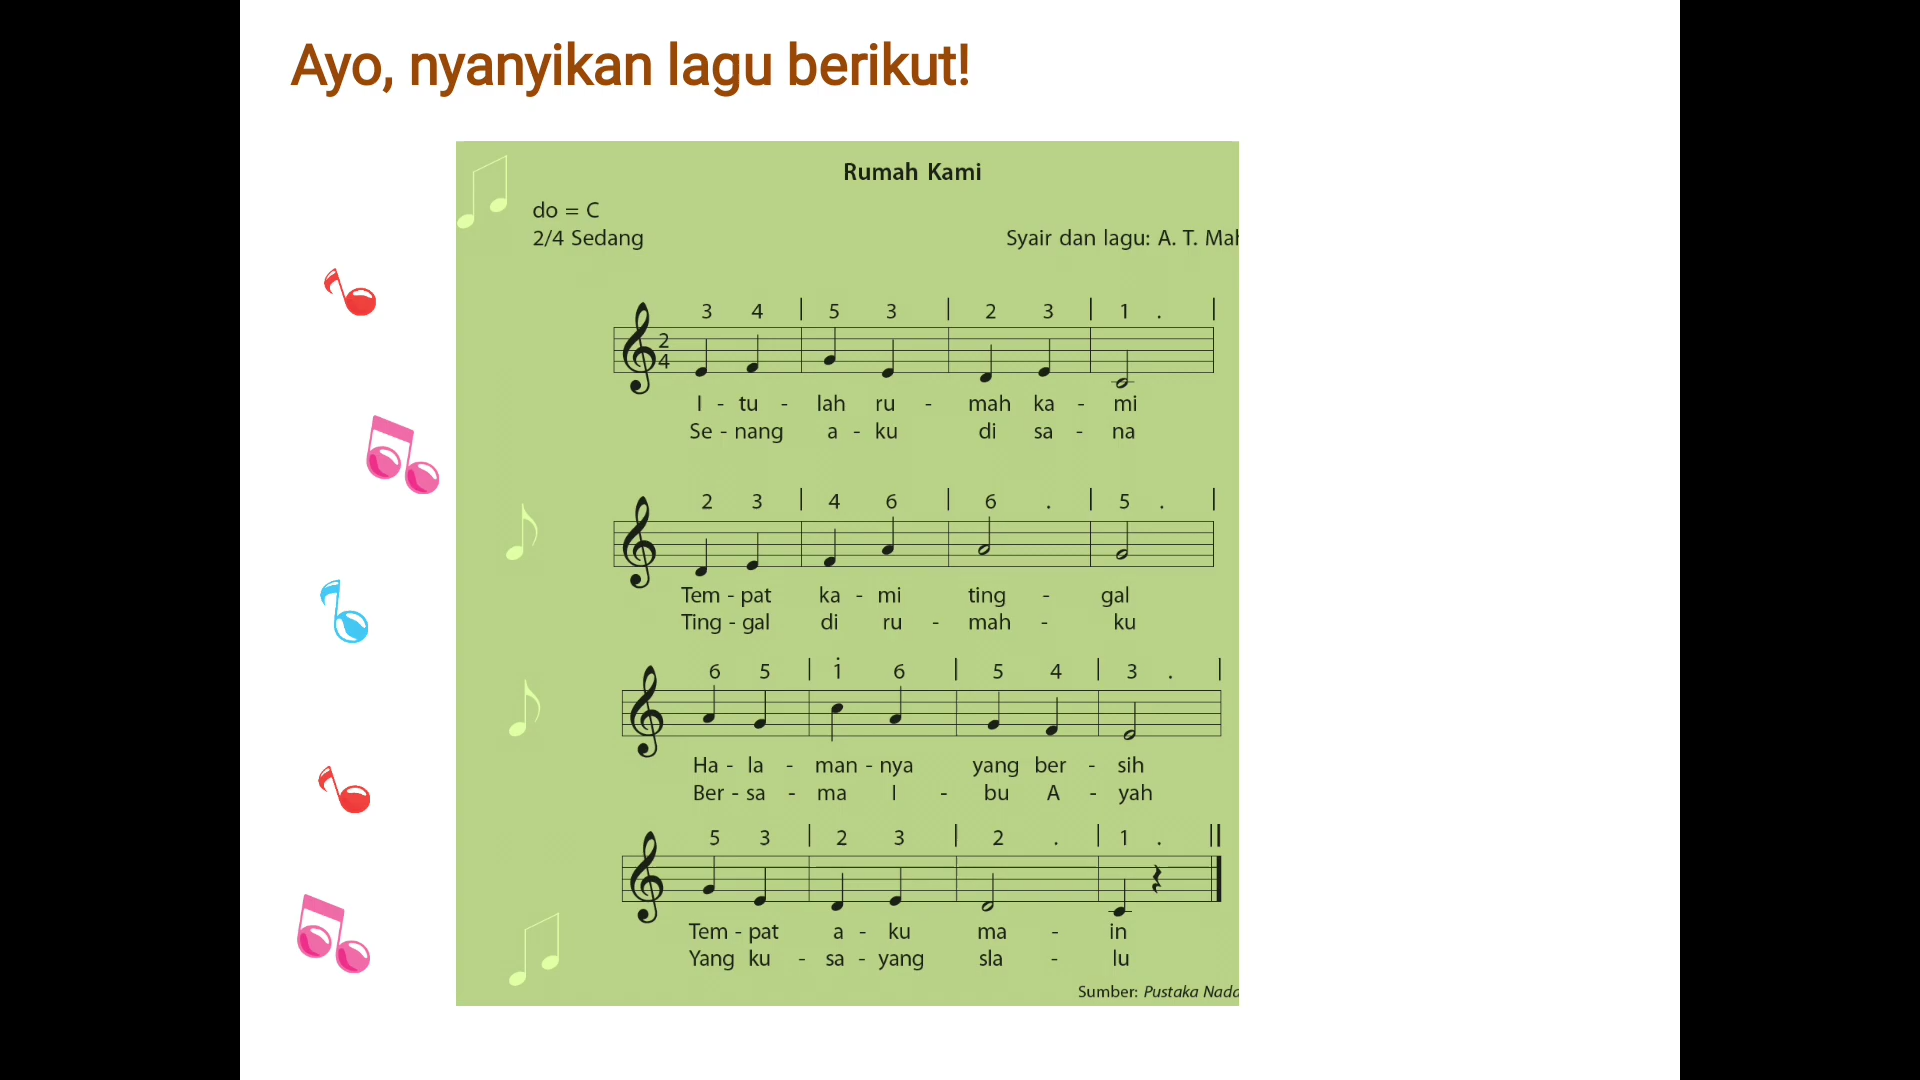 Ayo, nyanyikan lagu berikut!
Rumah Kami
do = C
2/4 Sedang
Syair dan lagu: A. T. Mah
3 4 | 5 3 | 2 3 | 1 . |
2
4
I - tu - lah ru - mah ka - mi
Se - nang a - ku di sa - na
2 3 | 4 6 | 6 . | 5 . |
Tem - pat ka - mi ting - gal
Ting - gal di ru - mah - ku
6 5 | 1̇ 6 | 5 4 | 3 . |
Ha - la - man - nya yang ber - sih
Ber - sa - ma I - bu A - yah
5 3 | 2 3 | 2 . | 1 . ||
Tem - pat a - ku ma - in
Yang ku - sa - yang sla - lu
Sumber: Pustaka Nada